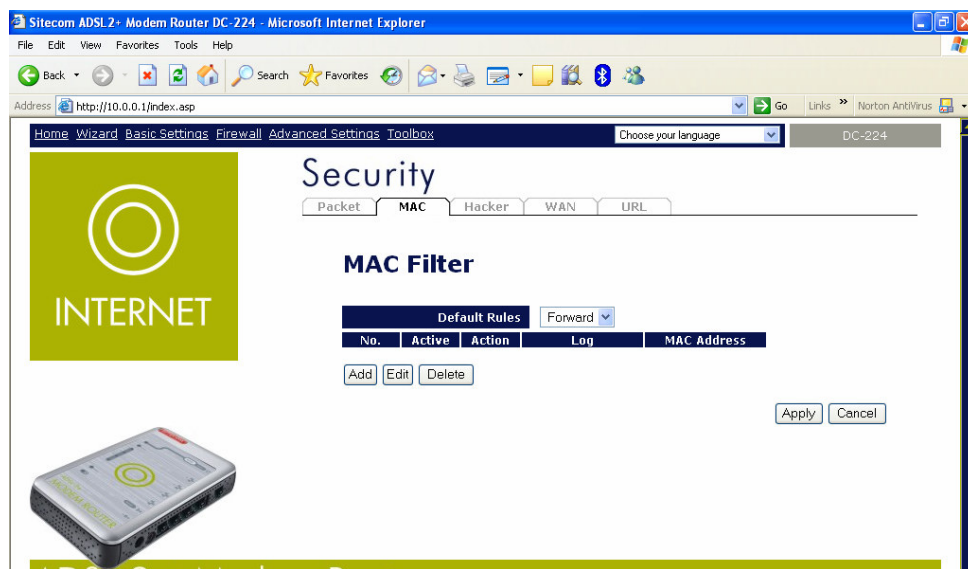 Sitecom ADSL2+ Modem Router DC-224 - Microsoft Internet Explorer
File Edit View Favorites Tools Help
Back Search Favorites
Address http://10.0.0.1/index.asp Go Links » Norton AntiVirus
Home Wizard Basic Settings Firewall Advanced Settings Toolbox Choose your language DC-224
Security
Packet MAC Hacker WAN URL
MAC Filter
INTERNET
Default Rules Forward
No. Active Action Log MAC Address
Add Edit Delete
Apply Cancel
MODEM ROUTER